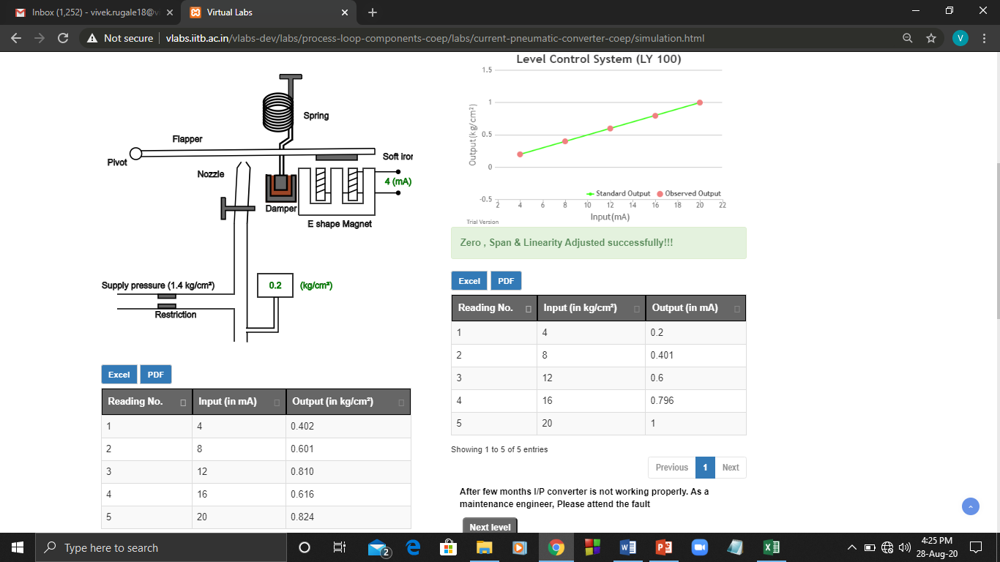 Inbox (1,252) - vivek.rugale18@v
Virtual Labs
Not secure | vlabs.iitb.ac.in/vlabs-dev/labs/process-loop-components-coep/labs/current-pneumatic-converter-coep/simulation.html
V
Spring
Flapper
Pivot
Soft Iron
Nozzle
4 (mA)
Damper
E shape Magnet
Supply pressure (1.4 kg/cm²)
0.2 (kg/cm²)
Restriction
Excel PDF
Reading No. Input (in mA) Output (in kg/cm²)
1 4 0.402
2 8 0.601
3 12 0.810
4 16 0.616
5 20 0.824
Level Control System (LY 100)
1.5
1
0.5
0
-0.5
Output(kg/cm²)
Standard Output Observed Output
2 4 6 8 10 12 14 16 18 20 22
Input(mA)
Trial Version
Zero , Span & Linearity Adjusted successfully!!!
Excel PDF
Reading No. Input (in kg/cm²) Output (in mA)
1 4 0.2
2 8 0.401
3 12 0.6
4 16 0.796
5 20 1
Showing 1 to 5 of 5 entries
Previous 1 Next
After few months I/P converter is not working properly. As a
maintenance engineer, Please attend the fault
Next level
Type here to search
2
4:25 PM
28-Aug-20